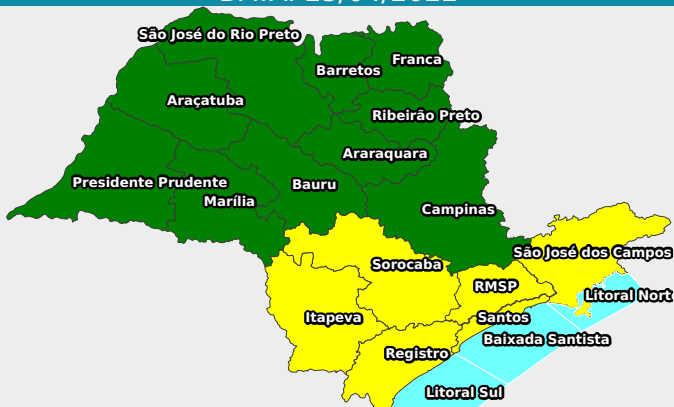 São José do Rio Preto
Franca
Barretos
Araçatuba
Ribeirão Preto
Araraquara
Presidente Prudente
Bauru
Marília
Campinas
São José dos Campos
Sorocaba
RMSP
Litoral Nort
Itapeva
Santos
Baixada Santista
Registro
Litoral Sul